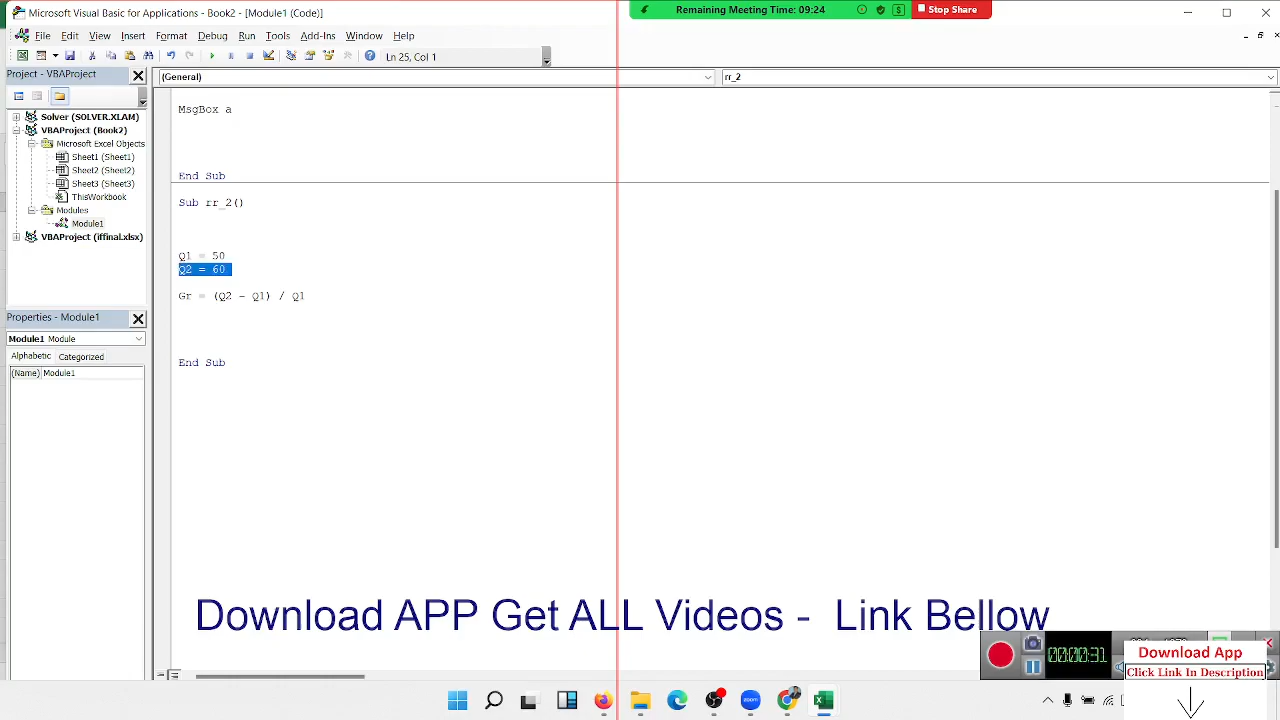 Microsoft Visual Basic for Applications - Book2 - [Module1 (Code)]
Remaining Meeting Time: 09:24
Stop Share
File Edit View Insert Format Debug Run Tools Add-Ins Window Help
Ln 25, Col 1
Project - VBAProject
(General)
rr_2
Solver (SOLVER.XLAM)
VBAProject (Book2)
Microsoft Excel Objects
Sheet1 (Sheet1)
Sheet2 (Sheet2)
Sheet3 (Sheet3)
ThisWorkbook
Modules
Module1
VBAProject (iffinal.xlsx)
Properties - Module1
Module1 Module
Alphabetic Categorized
(Name) Module1
MsgBox a
End Sub
Sub rr_2()
Q1 = 50
Q2 = 60
Gr = (Q2 - Q1) / Q1
End Sub
Download APP Get ALL Videos - Link Bellow
00:00:31
Download App
Click Link In Description
zoom